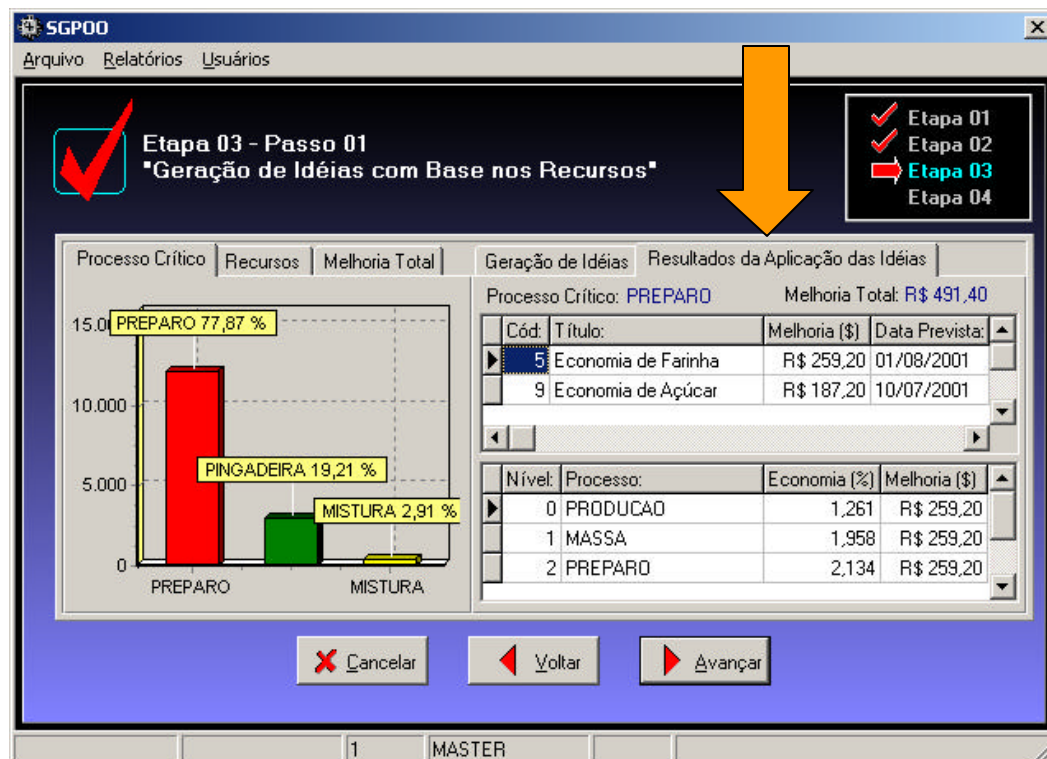 SGPOO
Arquivo Relatórios Usuários
Etapa 03 - Passo 01
"Geração de Idéias com Base nos Recursos"
Etapa 01
Etapa 02
Etapa 03
Etapa 04
Processo Crítico Recursos Melhoria Total
15.0
PREPARO 77,87 %
10.000
PINGADEIRA 19,21 %
5.000
MISTURA 2,91 %
0
PREPARO MISTURA
Geração de Idéias Resultados da Aplicação das Idéias
Processo Crítico: PREPARO Melhoria Total: R$ 491,40
Cód: Título: Melhoria ($) Data Prevista:
5 Economia de Farinha R$ 259,20 01/08/2001
9 Economia de Açúcar R$ 187,20 10/07/2001
Nível: Processo: Economia (%) Melhoria ($)
0 PRODUCAO 1,261 R$ 259,20
1 MASSA 1,958 R$ 259,20
2 PREPARO 2,134 R$ 259,20
Cancelar Voltar Avançar
1 MASTER